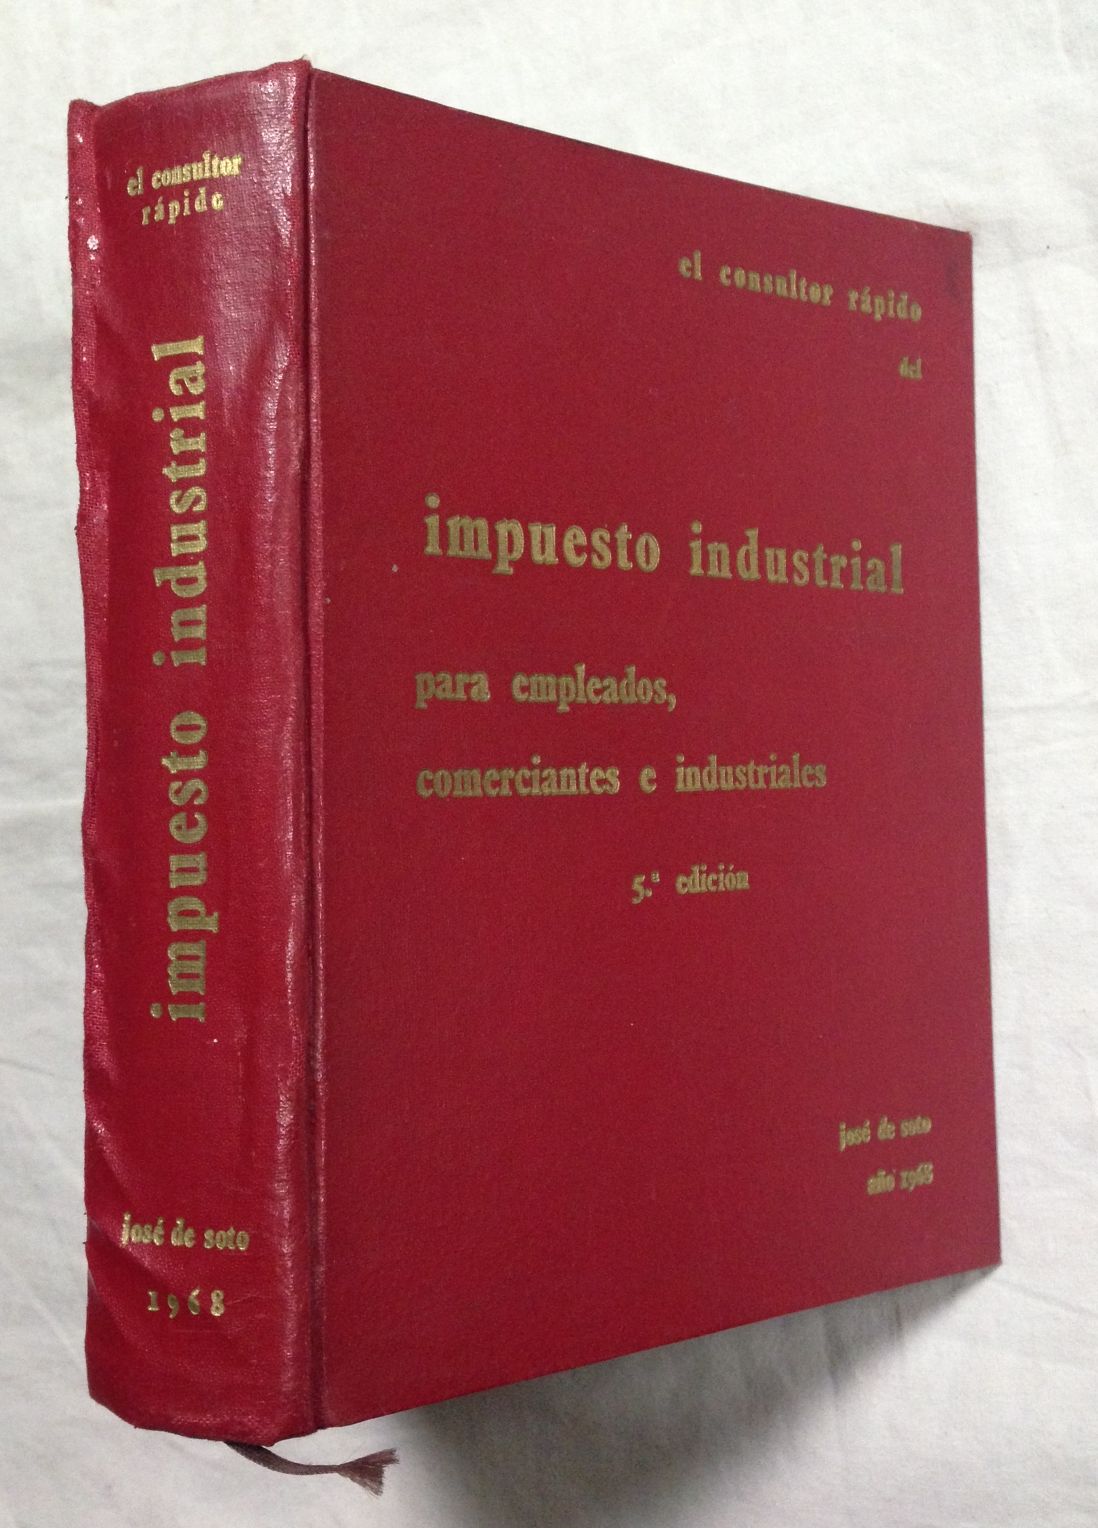 el consultor
rápido
impuesto industrial
josé de soto
1968
el consultor rápido
del
impuesto industrial
para empleados,
comerciantes e industriales
5.ª edición
josé de soto
año 1968